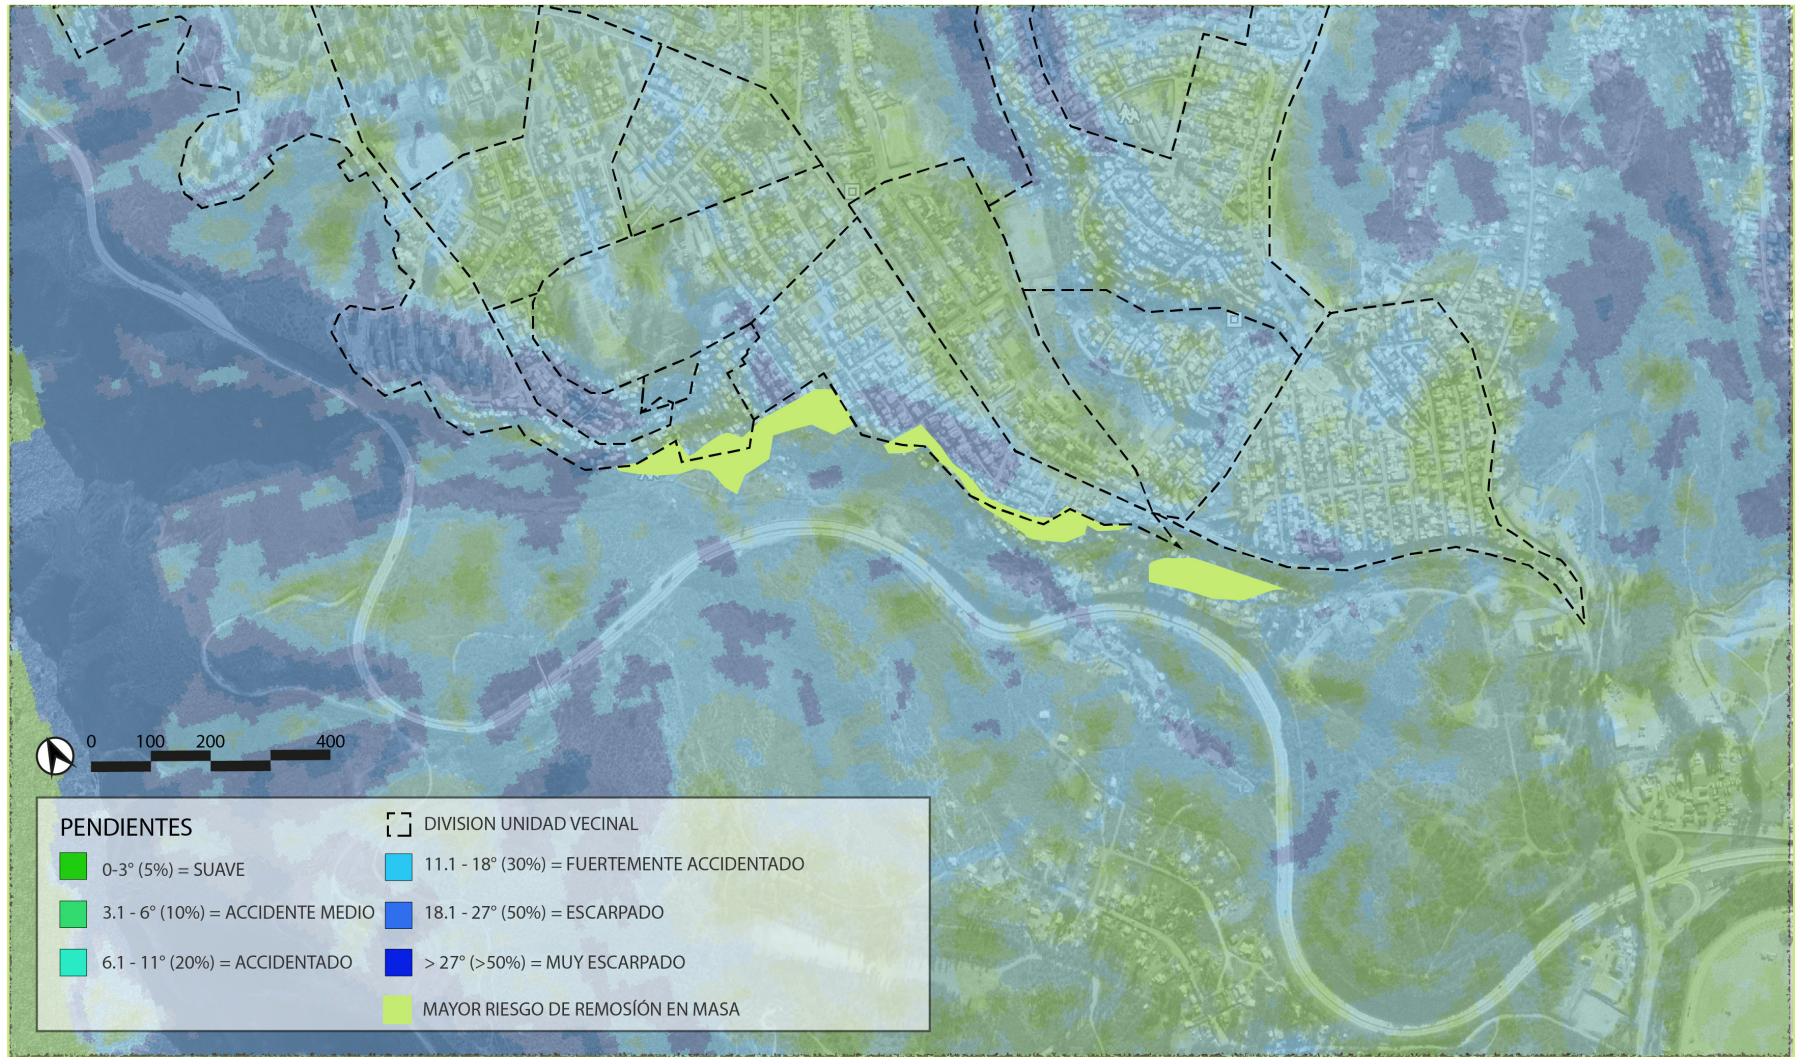 0 100 200 400
PENDIENTES
0-3° (5%) = SUAVE
3.1 - 6° (10%) = ACCIDENTE MEDIO
6.1 - 11° (20%) = ACCIDENTADO
DIVISION UNIDAD VECINAL
11.1 - 18° (30%) = FUERTEMENTE ACCIDENTADO
18.1 - 27° (50%) = ESCARPADO
> 27° (>50%) = MUY ESCARPADO
MAYOR RIESGO DE REMOSÍÓN EN MASA